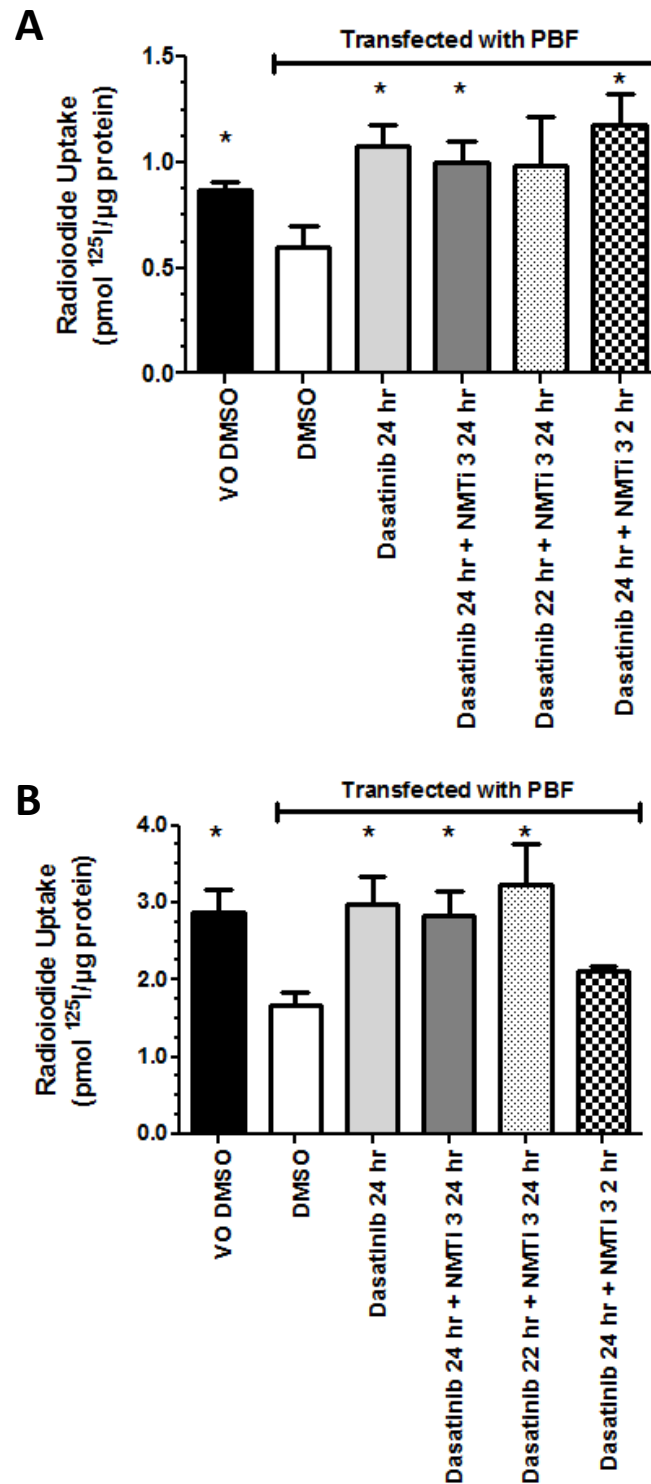 A
Transfected with PBF
Radioiodide Uptake
(pmol ¹²⁵I/µg protein)
1.5
1.0
0.5
0.0
*
*
*
*
VO DMSO
DMSO
Dasatinib 24 hr
Dasatinib 24 hr + NMTi 3 24 hr
Dasatinib 22 hr + NMTi 3 24 hr
Dasatinib 24 hr + NMTi 3 2 hr
B
Transfected with PBF
Radioiodide Uptake
(pmol ¹²⁵I/µg protein)
4.0
3.0
2.0
1.0
0.0
*
*
*
*
VO DMSO
DMSO
Dasatinib 24 hr
Dasatinib 24 hr + NMTi 3 24 hr
Dasatinib 22 hr + NMTi 3 24 hr
Dasatinib 24 hr + NMTi 3 2 hr